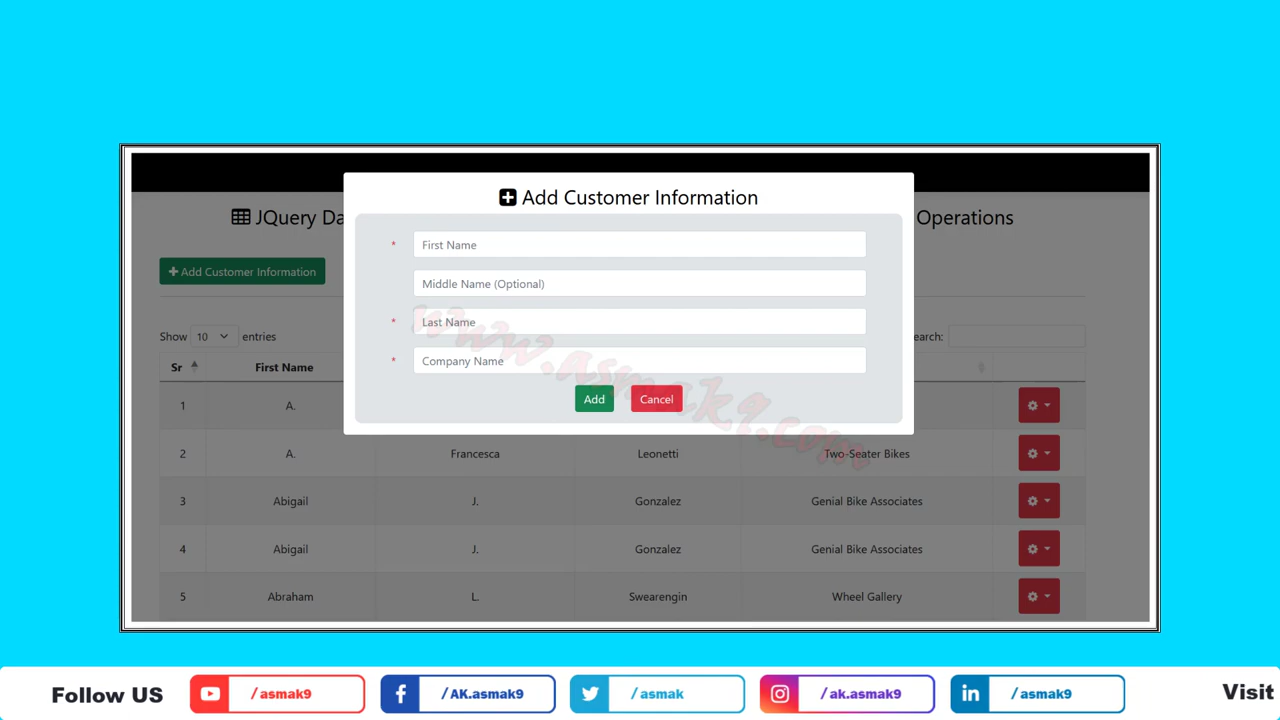 Add Customer Information
JQuery Da
Operations
* First Name
Add Customer Information
Middle Name (Optional)
* Last Name
Show 10 entries
earch:
* Company Name
Sr First Name
Add Cancel
1 A.
2 A. Francesca Leonetti Two-Seater Bikes
3 Abigail J. Gonzalez Genial Bike Associates
4 Abigail J. Gonzalez Genial Bike Associates
5 Abraham L. Swearengin Wheel Gallery
www.asmak9.com
Follow US /asmak9 /AK.asmak9 /asmak /ak.asmak9 /asmak9 Visit